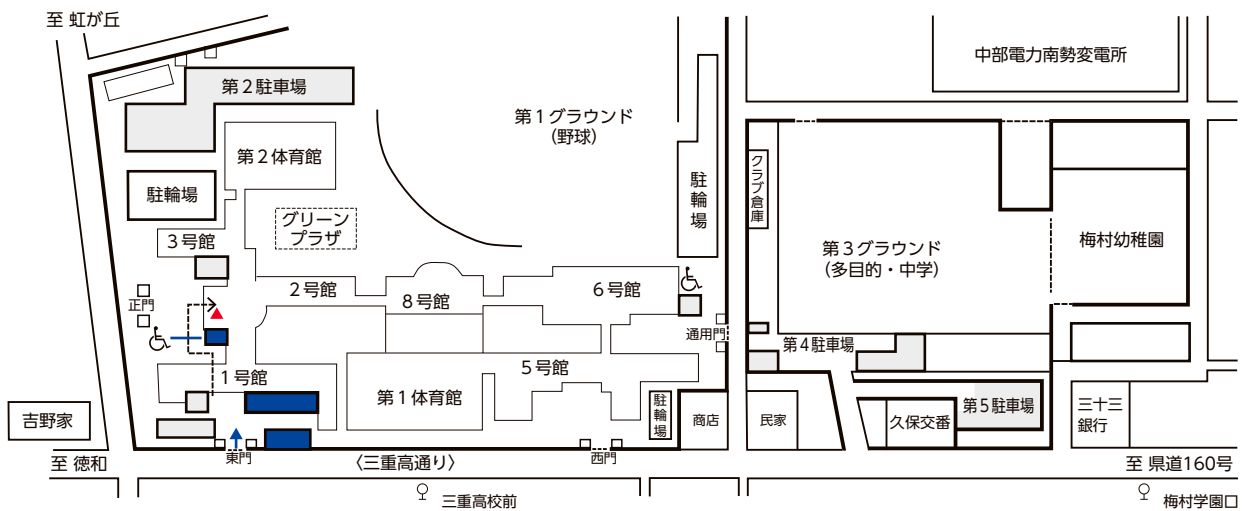 至 虹が丘
中部電力南勢変電所
第2駐車場
第1グラウンド
(野球)
第2体育館
クラブ倉庫
駐輪場
駐輪場
グリーン
プラザ
第3グラウンド
(多目的・中学)
梅村幼稚園
3号館
2号館
8号館
6号館
正門
通用門
第4駐車場
1号館
5号館
第1体育館
駐輪場
商店
民家
久保交番
第5駐車場
三十三
銀行
吉野家
東門
西門
至 徳和
〈三重高通り〉
至 県道160号
三重高校前
梅村学園口